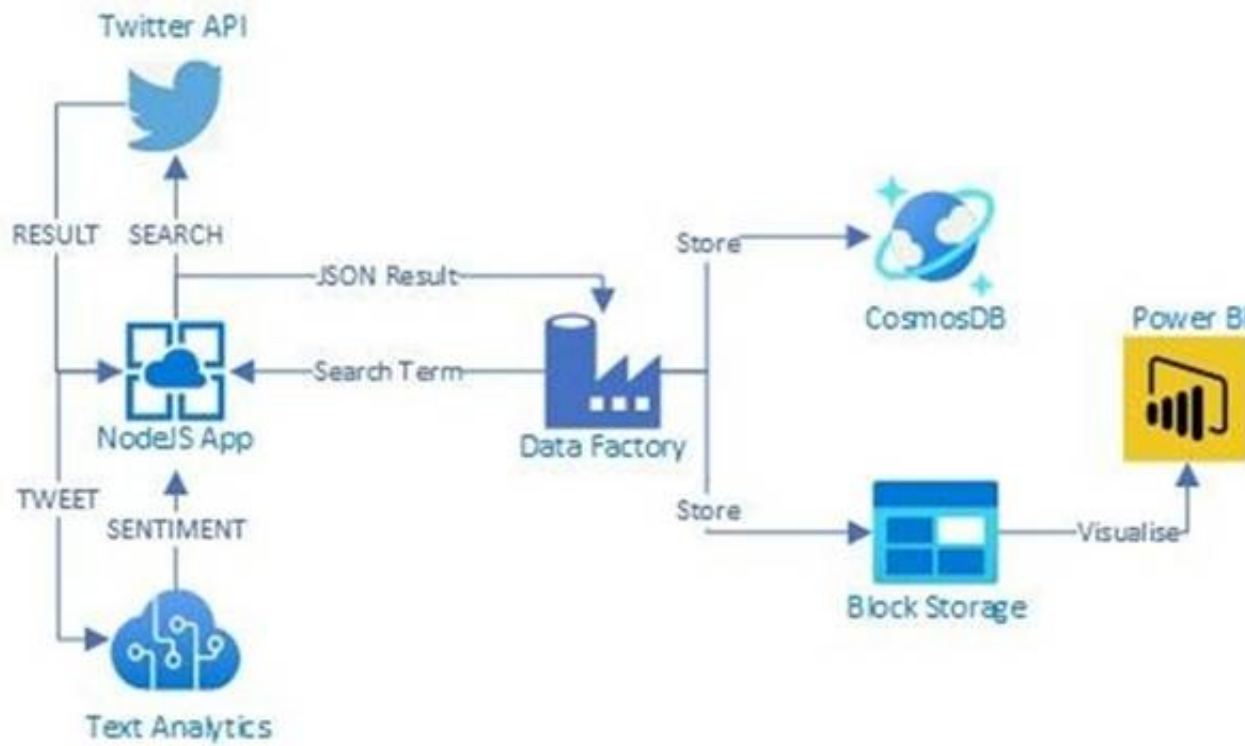 Twitter API
RESULT
SEARCH
Store
JSON Result
CosmosDB
Power BI
Search Term
NodeJS App
Data Factory
TWEET
Store
SENTIMENT
Visualise
Block Storage
Text Analytics